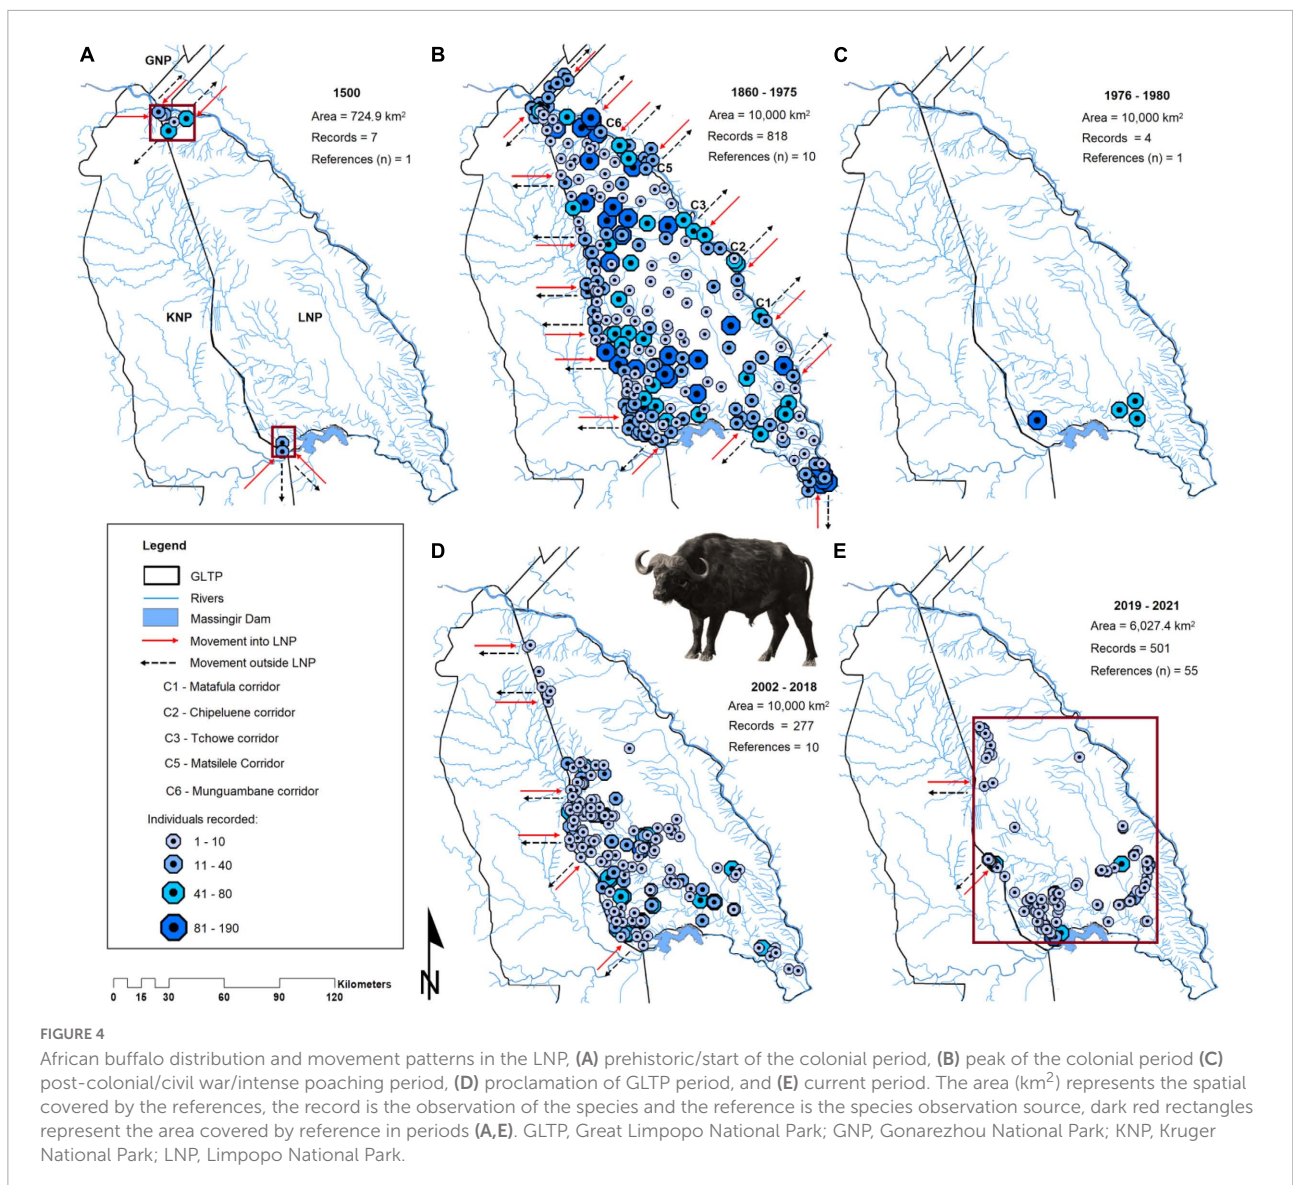 A
GNP
1500
Area = 724.9 km²
Records = 7
References (n) = 1
KNP
LNP
B
1860 - 1975
Area = 10,000 km²
Records = 818
References (n) = 10
C6
C5
C3
C2
C1
C
1976 - 1980
Area = 10,000 km²
Records = 4
References (n) = 1
Legend
GLTP
Rivers
Massingir Dam
Movement into LNP
Movement outside LNP
C1 - Matafula corridor
C2 - Chipeluene corridor
C3 - Tchowe corridor
C5 - Matsilele Corridor
C6 - Munguambane corridor
Individuals recorded:
1 - 10
11 - 40
41 - 80
81 - 190
Kilometers
0 15 30 60 90 120
N
D
2002 - 2018
Area = 10,000 km²
Records = 277
References = 10
E
2019 - 2021
Area = 6,027.4 km²
Records = 501
References (n) = 55
FIGURE 4
African buffalo distribution and movement patterns in the LNP, (A) prehistoric/start of the colonial period, (B) peak of the colonial period (C)
post-colonial/civil war/intense poaching period, (D) proclamation of GLTP period, and (E) current period. The area (km²) represents the spatial
covered by the references, the record is the observation of the species and the reference is the species observation source, dark red rectangles
represent the area covered by reference in periods (A,E). GLTP, Great Limpopo National Park; GNP, Gonarezhou National Park; KNP, Kruger
National Park; LNP, Limpopo National Park.